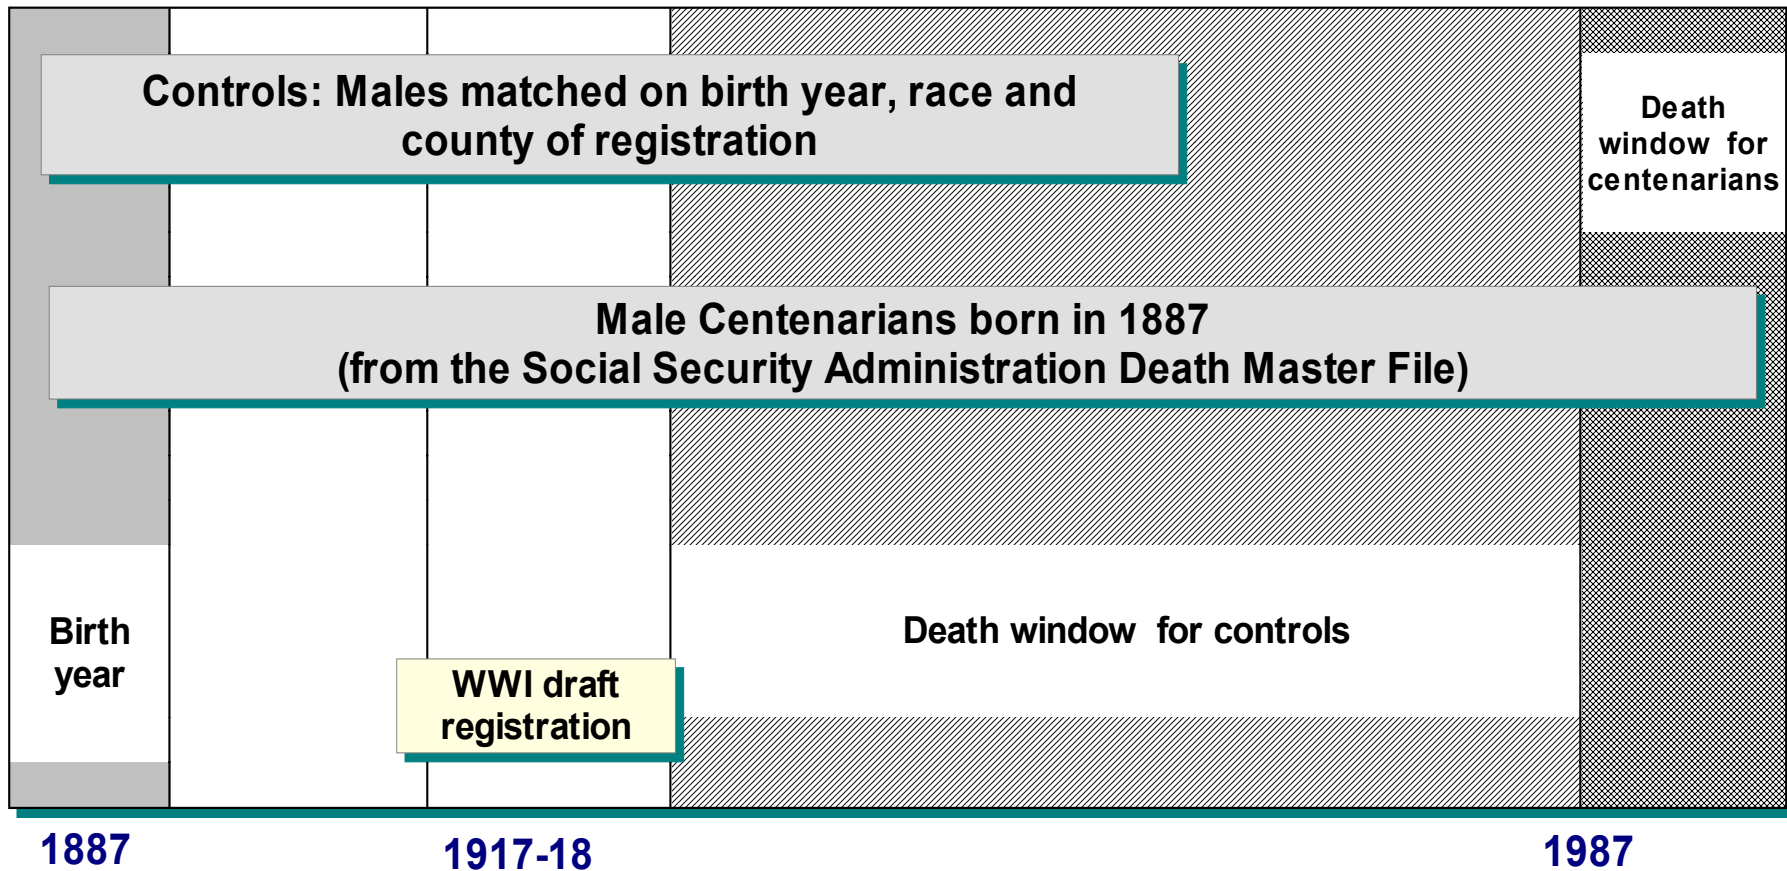 Controls: Males matched on birth year, race and
county of registration
Death
window for
centenarians
Male Centenarians born in 1887
(from the Social Security Administration Death Master File)
Birth
year
Death window for controls
WWI draft
registration
1887
1917-18
1987